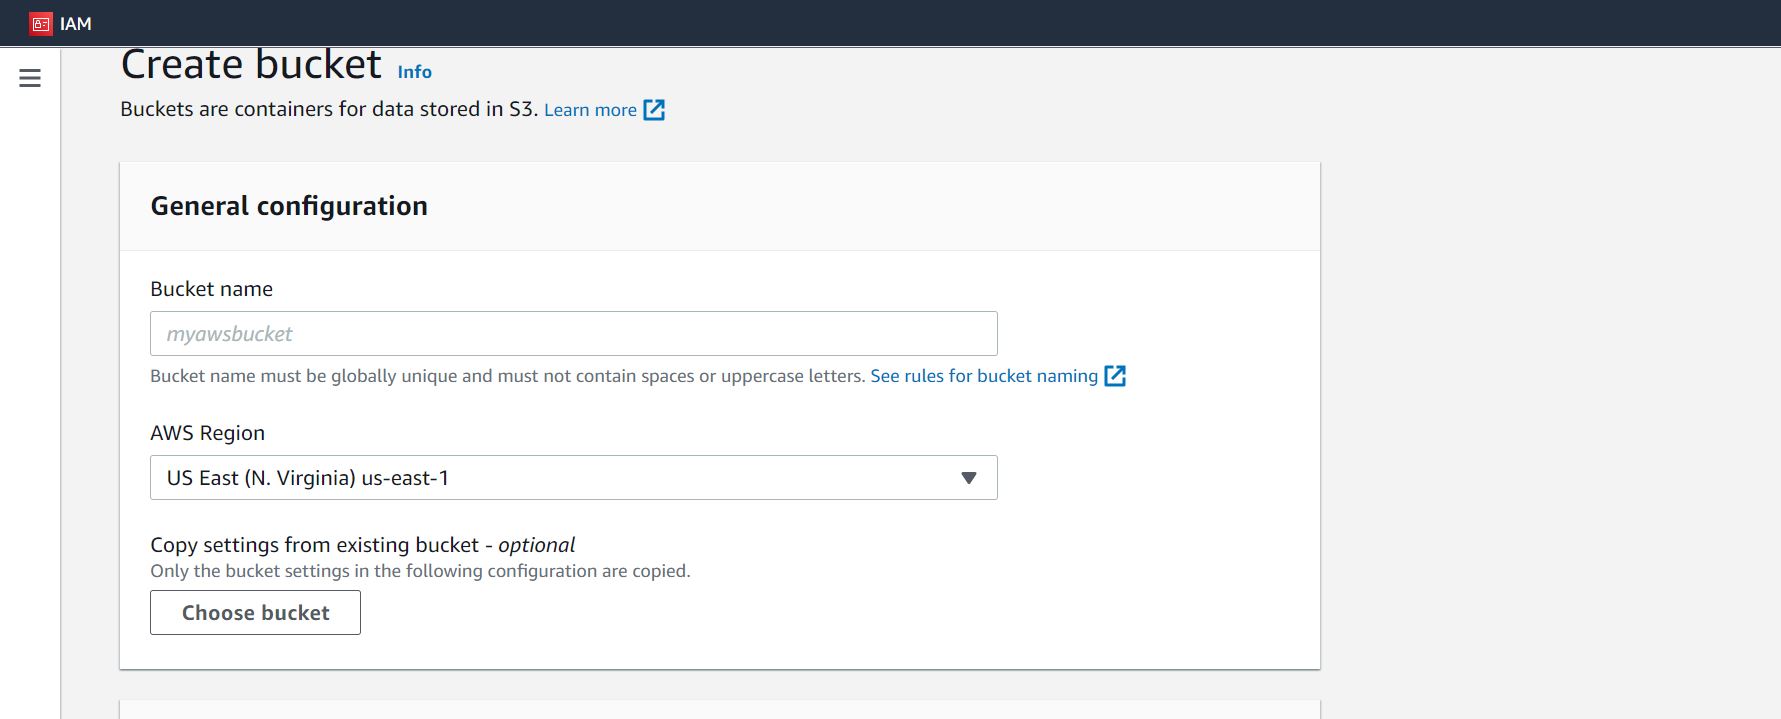 IAM
Create bucket Info
Buckets are containers for data stored in S3. Learn more
General configuration
Bucket name
myawsbucket
Bucket name must be globally unique and must not contain spaces or uppercase letters. See rules for bucket naming
AWS Region
US East (N. Virginia) us-east-1
Copy settings from existing bucket - optional
Only the bucket settings in the following configuration are copied.
Choose bucket